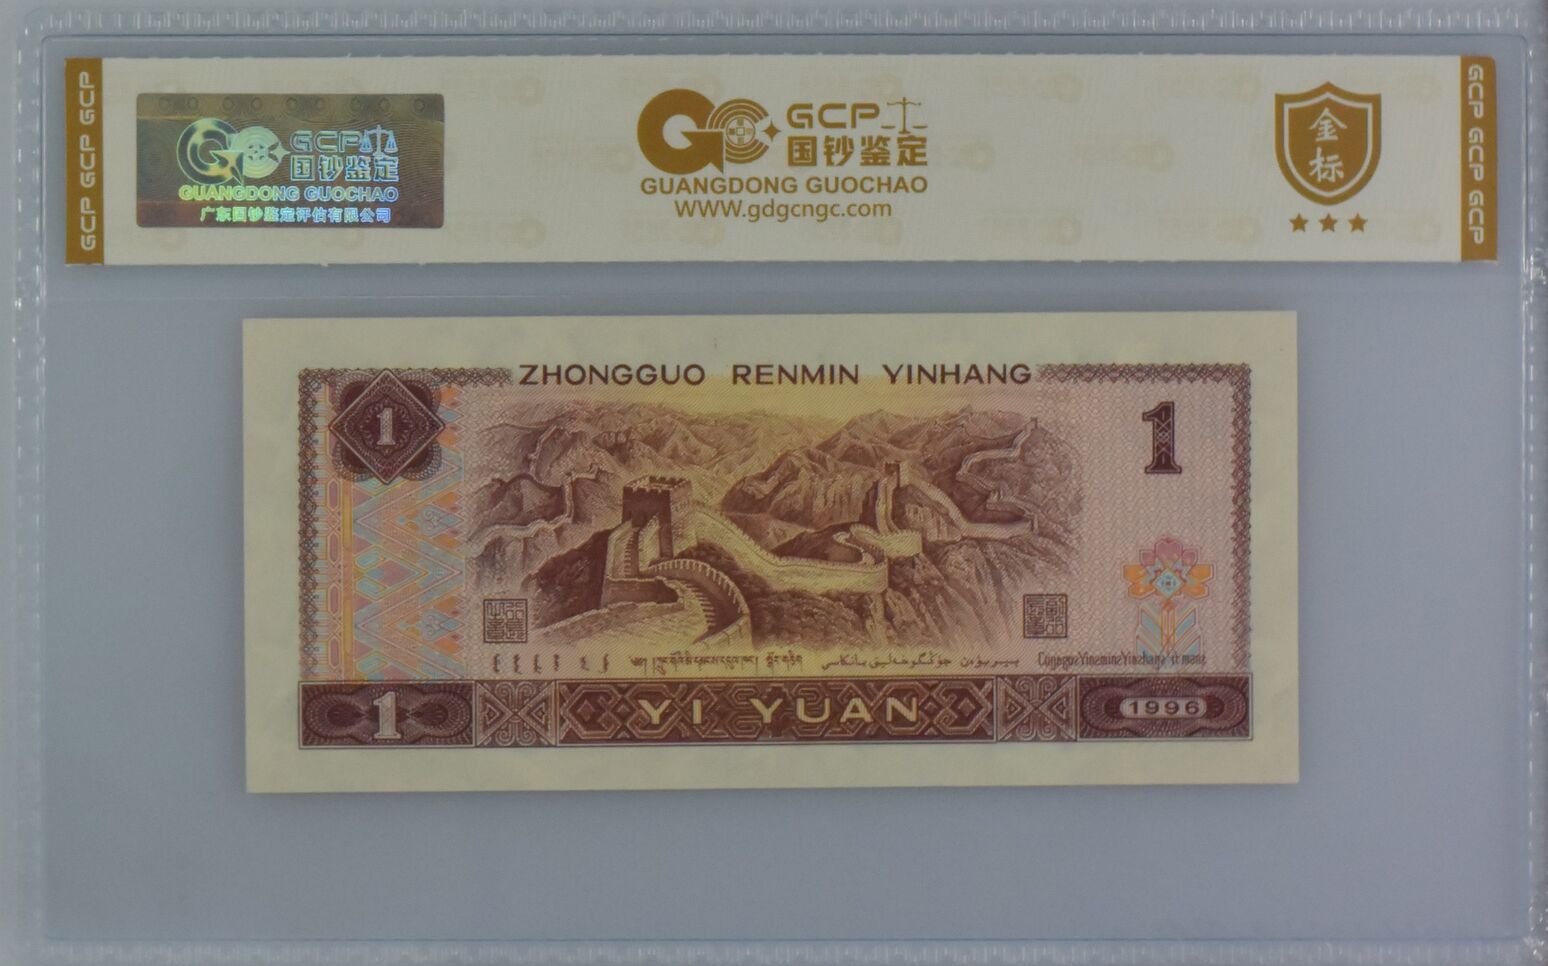 GCP GCP GCP
GCP
国钞鉴定
GUANGDONG GUOCHAO
广东国钞鉴定评估有限公司
GCP
国钞鉴定
GUANGDONG GUOCHAO
WWW.gdgcngc.com
金
标
GCP GCP GCP
ZHONGGUO RENMIN YINHANG
1
1
1
YI YUAN
1996